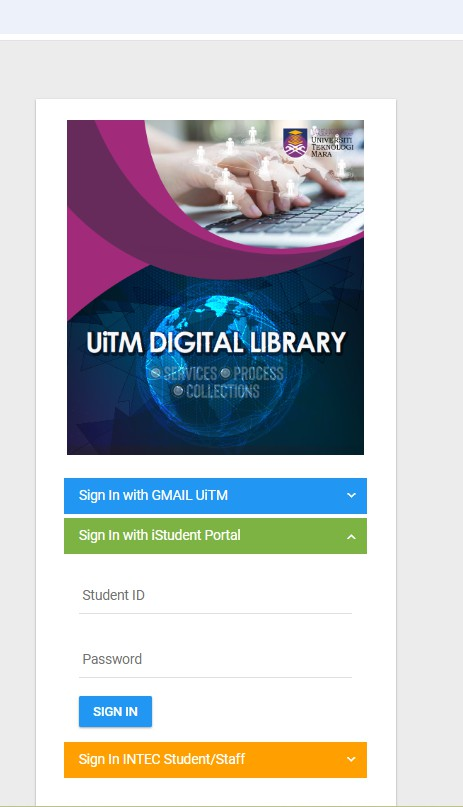 UNIVERSITI
TEKNOLOGI
MARA
UiTM DIGITAL LIBRARY
SERVICES PROCESS
COLLECTIONS
Sign In with GMAIL UiTM
Sign In with iStudent Portal
Student ID
Password
SIGN IN
Sign In INTEC Student/Staff